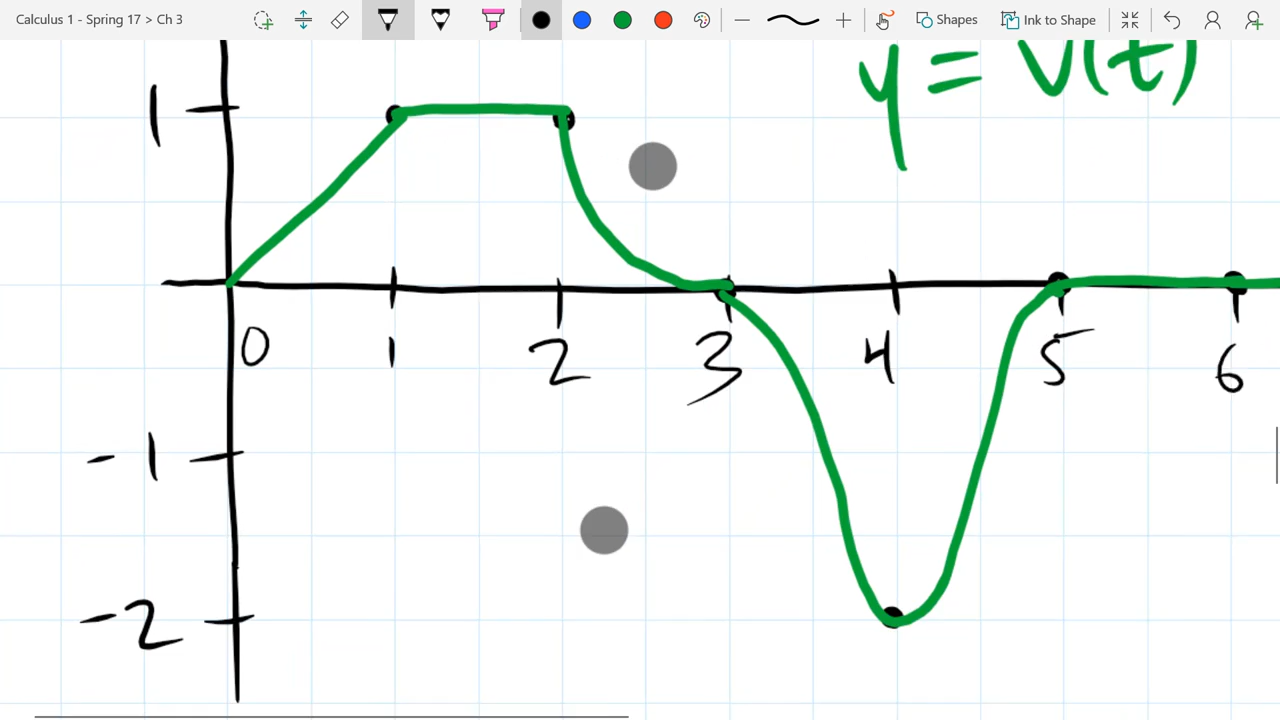 Calculus 1 - Spring 17 > Ch 3
Shapes
Ink to Shape
y = v(t)
1
0 1 2 3 4 5 6
-1
-2